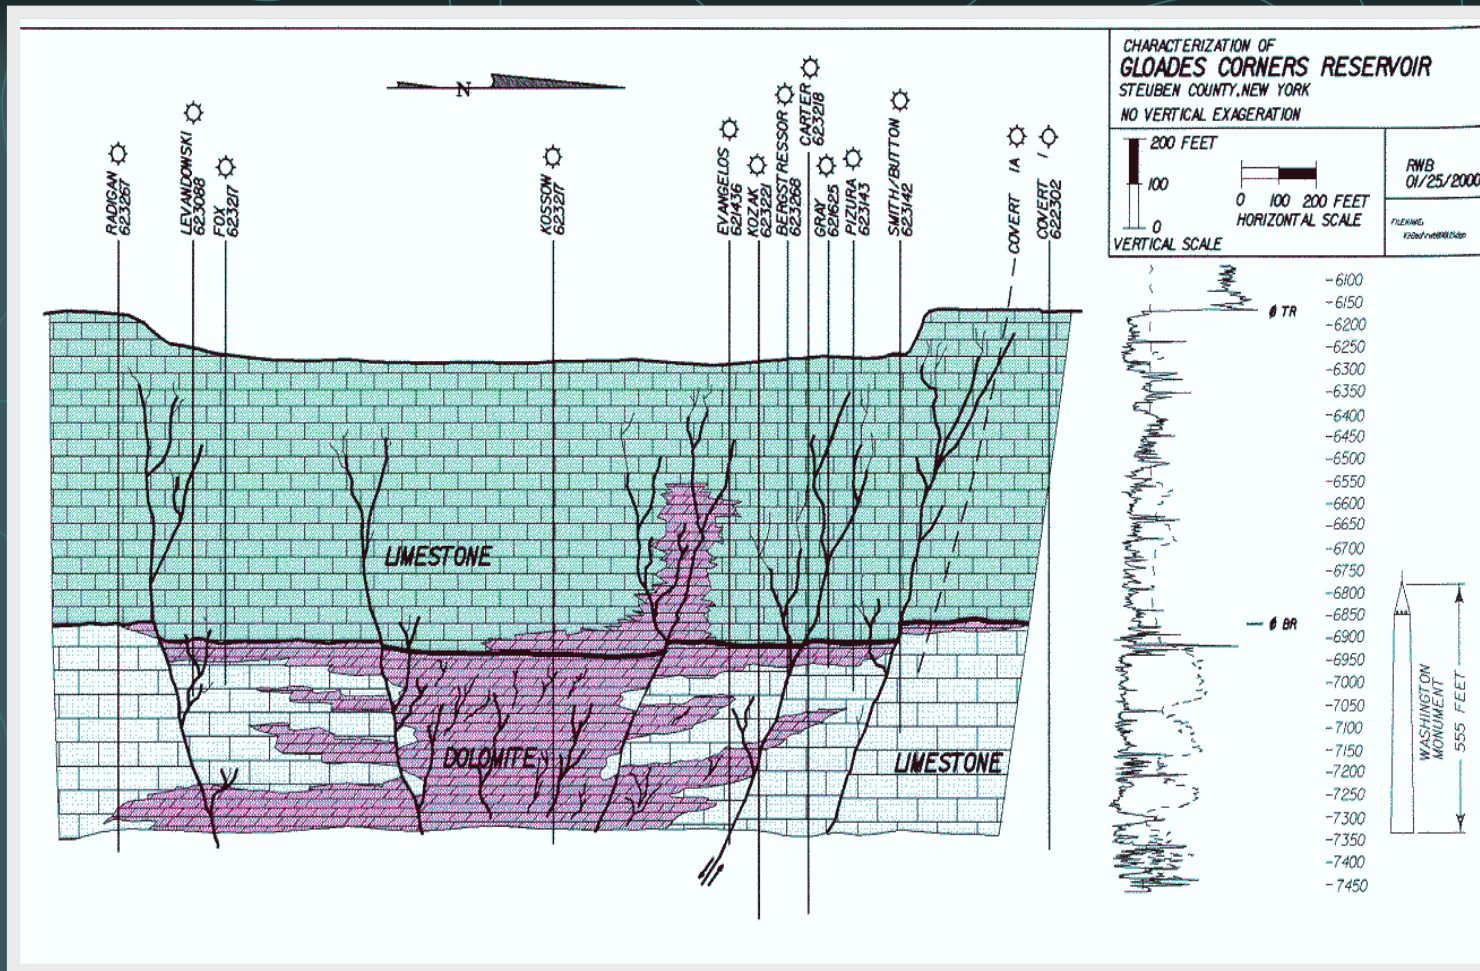 CHARACTERIZATION OF
GLOADES CORNERS RESERVOIR
STEUBEN COUNTY, NEW YORK
NO VERTICAL EXAGERATION
200 FEET
100
0
VERTICAL SCALE
0 100 200 FEET
HORIZONTAL SCALE
RWB
01/25/2000
FILENAME:
N
RADIGAN
623267
LEVANDOWSKI
623088
FOX
623217
KOSSOW
623217
EVANGELOS
621436
KOZAK
623221
BERGSTRESSOR
623268
CARTER
623218
GRAY
621625
PIZURA
623143
SMITH/BUTTON
623142
COVERT 1A
COVERT 1
622302
LIMESTONE
DOLOMITE
LIMESTONE
Ø TR
Ø BR
-6100
-6150
-6200
-6250
-6300
-6350
-6400
-6450
-6500
-6550
-6600
-6650
-6700
-6750
-6800
-6850
-6900
-6950
-7000
-7050
-7100
-7150
-7200
-7250
-7300
-7350
-7400
-7450
WASHINGTON
MONUMENT
555 FEET